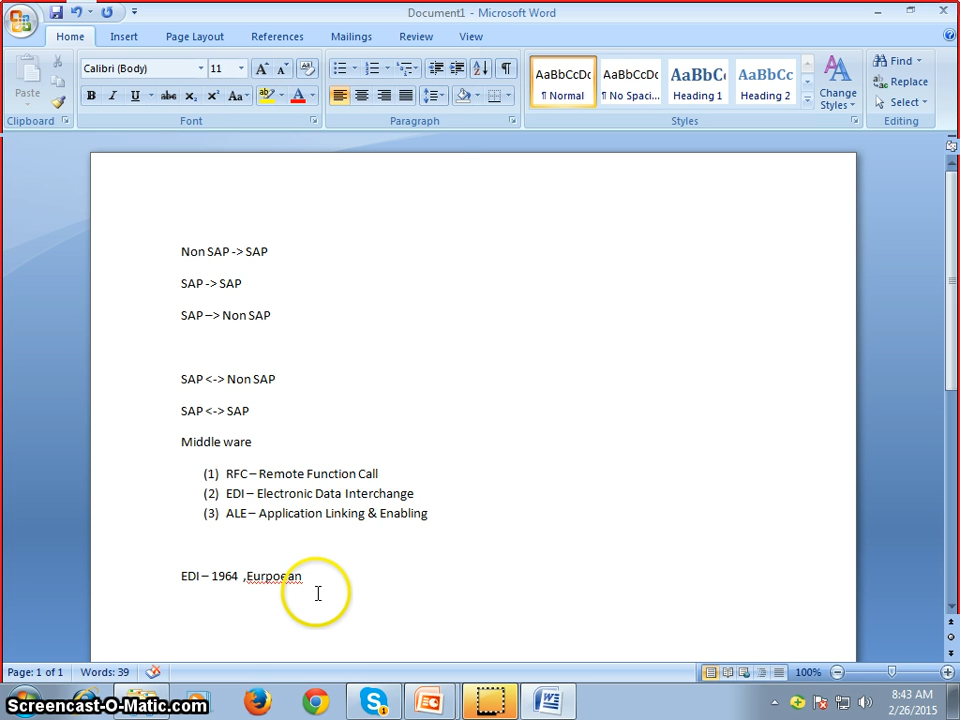 Document1 - Microsoft Word
Home Insert Page Layout References Mailings Review View
Calibri (Body) 11
AaBbCcDc AaBbCcDc AaBbC AaBbCc
Paste
¶ Normal ¶ No Spaci... Heading 1 Heading 2
Change Styles
Find
Replace
Select
Clipboard Font Paragraph Styles Editing
Non SAP -> SAP
SAP -> SAP
SAP –> Non SAP
SAP <-> Non SAP
SAP <-> SAP
Middle ware
(1) RFC – Remote Function Call
(2) EDI – Electronic Data Interchange
(3) ALE – Application Linking & Enabling
EDI – 1964 ,Eurpoean
Page: 1 of 1 Words: 39 100%
Screencast-O-Matic.com
8:43 AM
2/26/2015